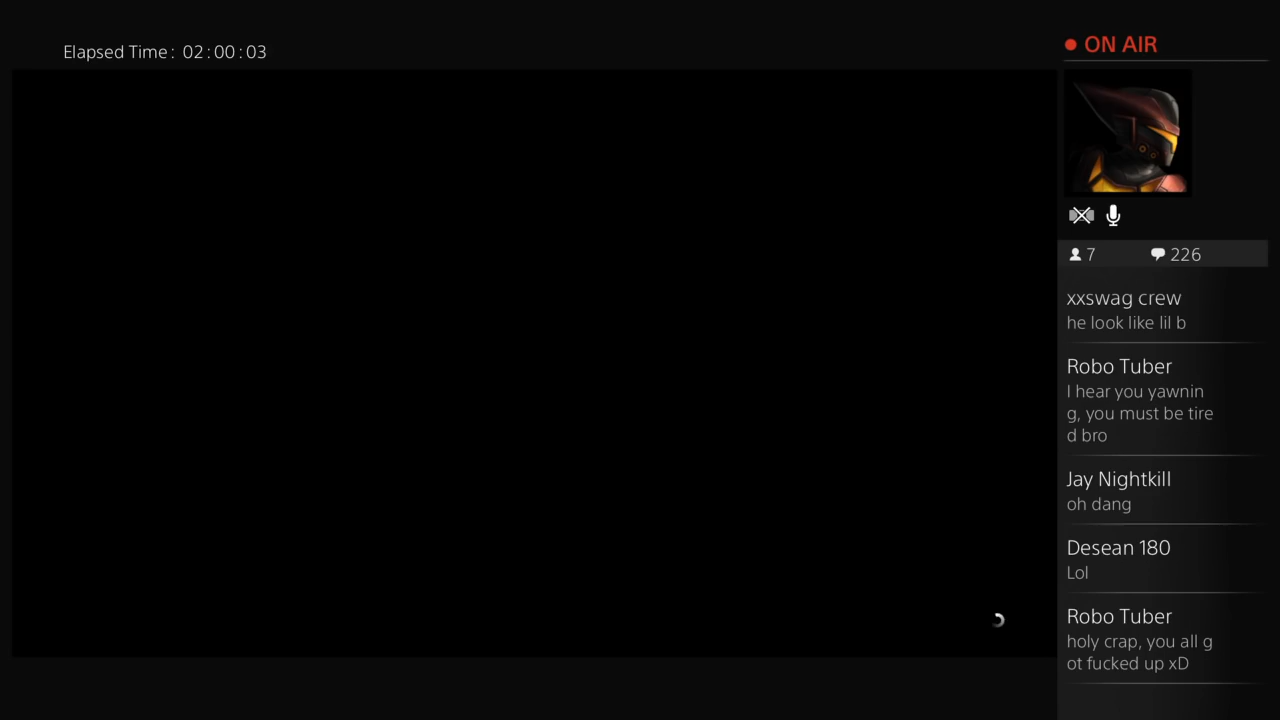 Elapsed Time: 02:00:03
ON AIR
7 226
xxswag crew
he look like lil b
Robo Tuber
I hear you yawnin
g, you must be tire
d bro
Jay Nightkill
oh dang
Desean 180
Lol
Robo Tuber
holy crap, you all g
ot fucked up xD